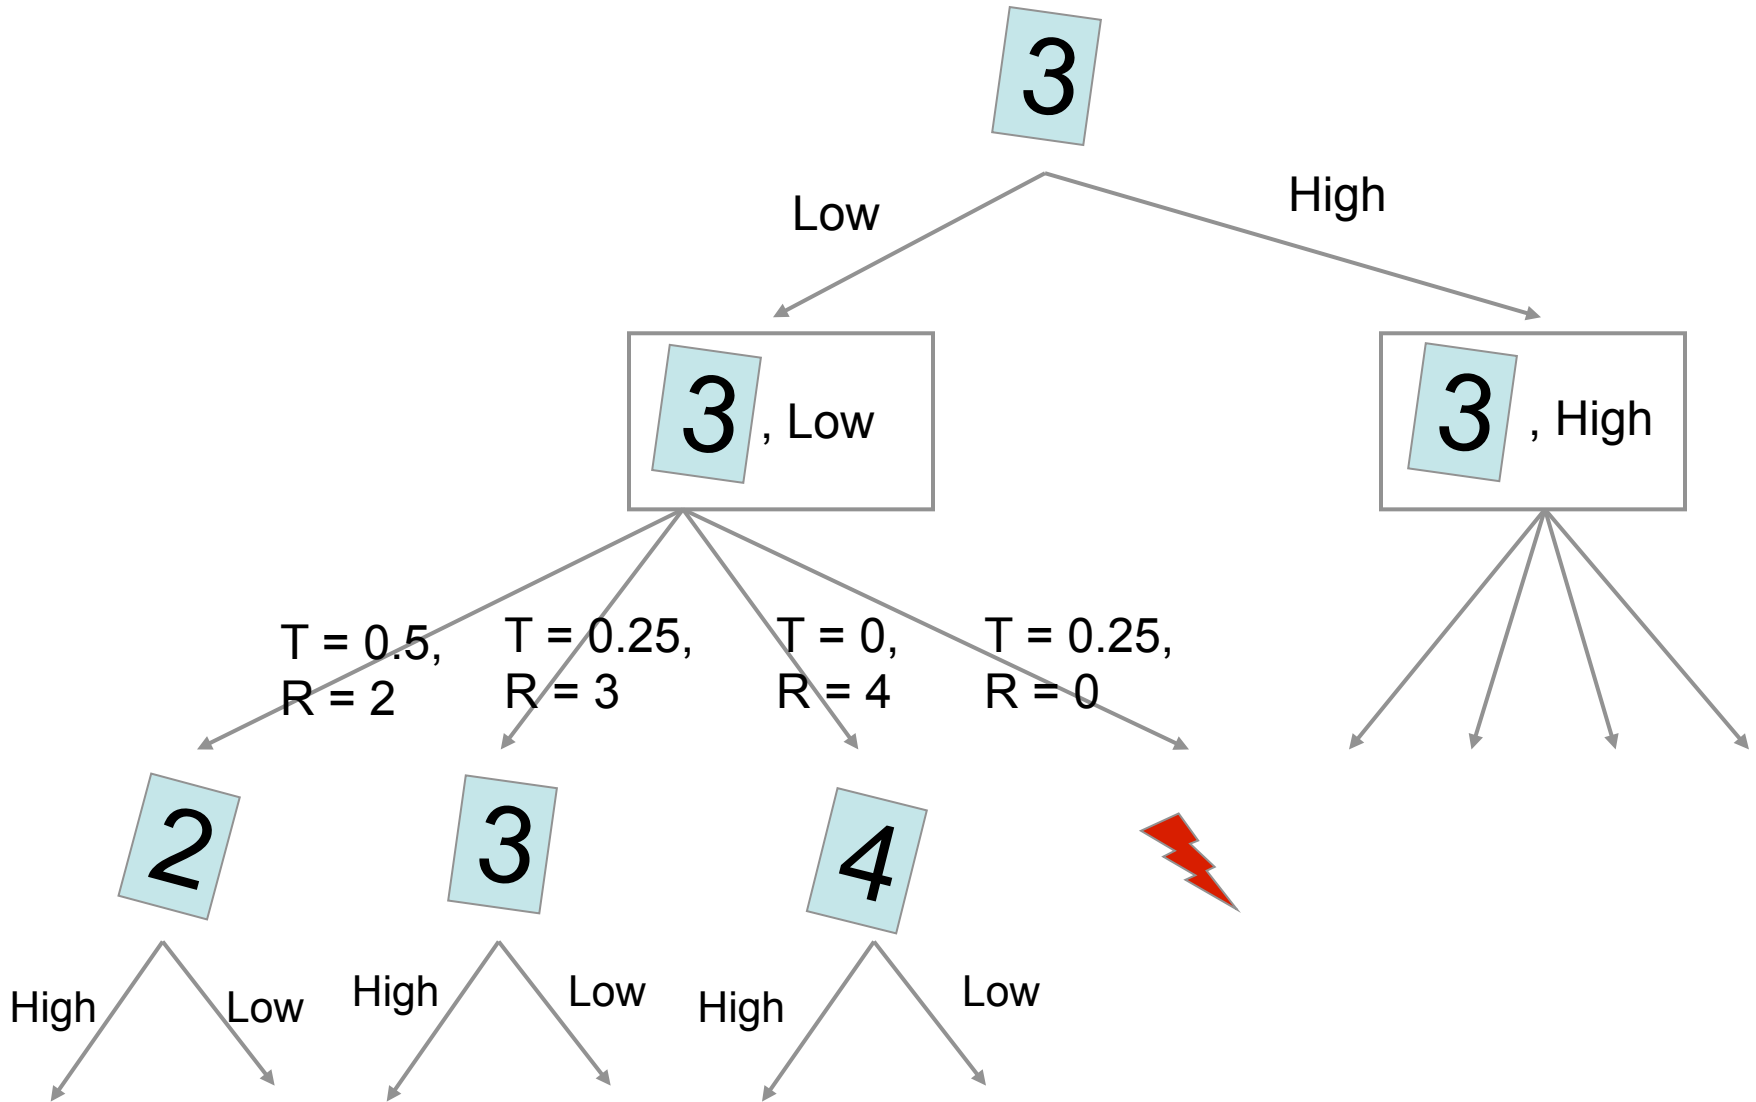 3
Low
High
3 , Low
3 , High
T = 0.5,
R = 2
T = 0.25,
R = 3
T = 0,
R = 4
T = 0.25,
R = 0
2
3
4
High
Low
High
Low
High
Low